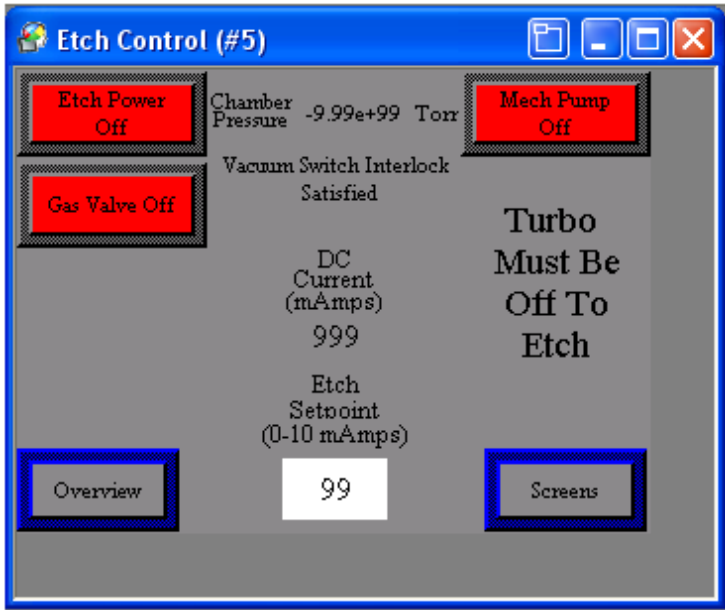 Etch Control (#5)
Etch Power
Off
Chamber
Pressure -9.99e+99 Torr
Mech Pump
Off
Vacuum Switch Interlock
Satisfied
Gas Valve Off
Turbo
Must Be
Off To
Etch
DC
Current
(mAmps)
999
Etch
Setpoint
(0-10 mAmps)
99
Overview
Screens